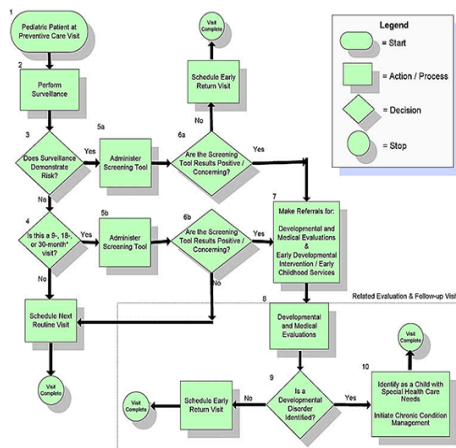 1
Pediatric Patient at
Preventive Care Visit
2
Perform
Surveillance
3
Does Surveillance
Demonstrate
Risk?
Yes
No
5a
Administer
Screening Tool
6a
Are the Screening
Tool Results Positive /
Concerning?
Yes
No
Schedule Early
Return Visit
Visit
Complete
4
Is this a 9-, 18-,
or 30-month*
visit?
Yes
No
5b
Administer
Screening Tool
6b
Are the Screening
Tool Results Positive /
Concerning?
Yes
No
7
Make Referrals for:
Developmental and
Medical Evaluations
&
Early Developmental
Intervention / Early
Childhood Services
Schedule Next
Routine Visit
Visit
Complete
Related Evaluation & Follow-up Visit
8
Developmental
and Medical
Evaluations
9
Is a
Developmental
Disorder
Identified?
No
Yes
Schedule Early
Return Visit
Visit
Complete
10
Identify as a Child with
Special Health Care
Needs
Initiate Chronic Condition
Management
Visit
Complete
Legend
= Start
= Action / Process
= Decision
= Stop